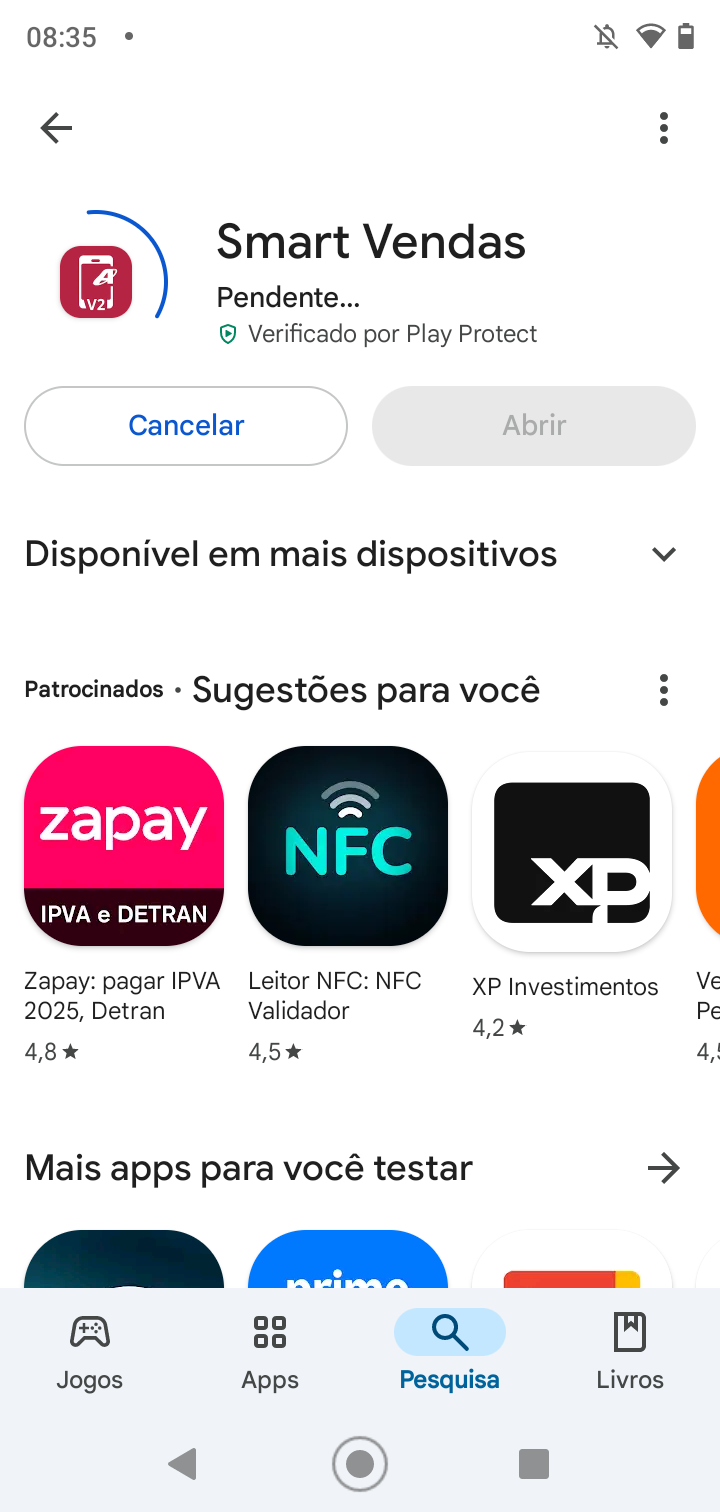 08:35
Smart Vendas
V2
Pendente...
Verificado por Play Protect
Cancelar
Abrir
Disponível em mais dispositivos
Patrocinados • Sugestões para você
zapay
IPVA e DETRAN
NFC
XP
Zapay: pagar IPVA
2025, Detran
4,8 ★
Leitor NFC: NFC
Validador
4,5 ★
XP Investimentos
4,2 ★
Ve
Pe
4,5
Mais apps para você testar
prime
Jogos
Apps
Pesquisa
Livros